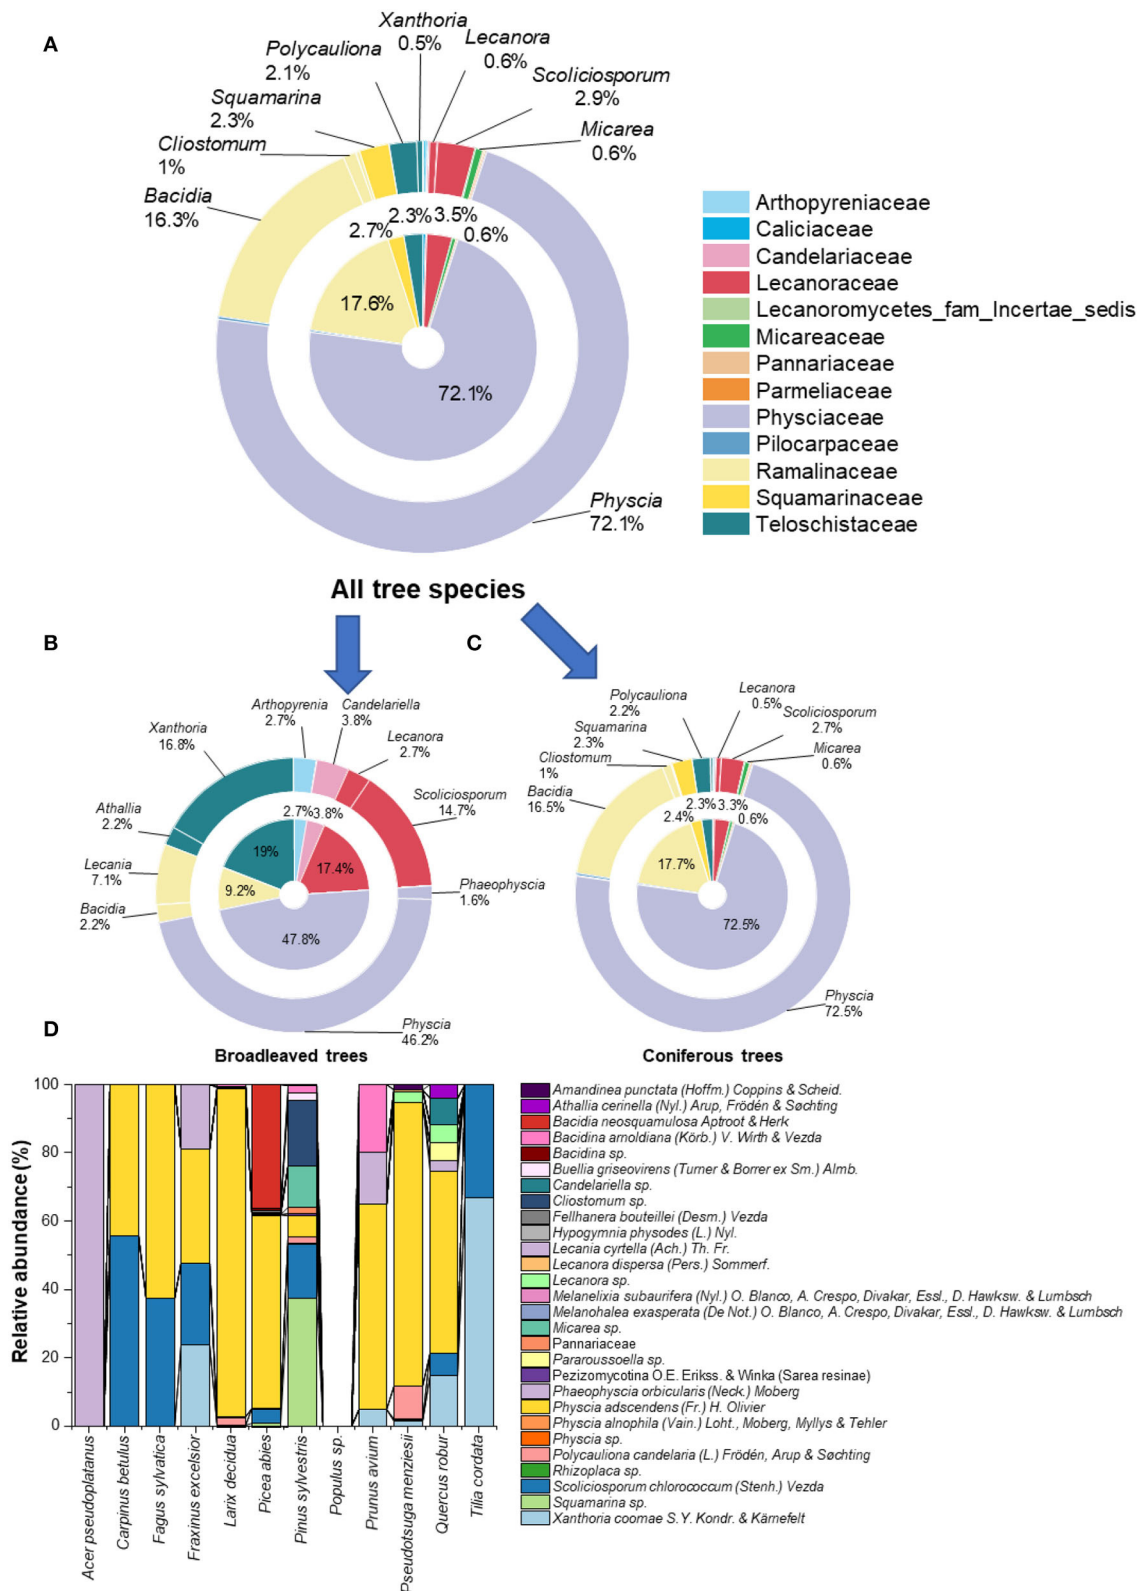 A
Xanthoria
0.5%
Lecanora
0.6%
Polycauliona
2.1%
Scoliciosporum
2.9%
Squamarina
2.3%
Micarea
0.6%
Cliostomum
1%
Bacidia
16.3%
2.7%
2.3%
3.5%
0.6%
17.6%
72.1%
Physcia
72.1%
Arthopyreniaceae
Caliciaceae
Candelariaceae
Lecanoraceae
Lecanoromycetes_fam_Incertae_sedis
Micareaceae
Pannariaceae
Parmeliaceae
Physciaceae
Pilocarpaceae
Ramalinaceae
Squamarinaceae
Teloschistaceae
All tree species
B
Arthopyrenia
2.7%
Candelariella
3.8%
Xanthoria
16.8%
Lecanora
2.7%
Scoliciosporum
14.7%
Athallia
2.2%
Lecania
7.1%
Bacidia
2.2%
Phaeophyscia
1.6%
2.7%
3.8%
19%
17.4%
9.2%
47.8%
Physcia
46.2%
Broadleaved trees
C
Polycauliona
2.2%
Lecanora
0.5%
Scoliciosporum
2.7%
Squamarina
2.3%
Micarea
0.6%
Cliostomum
1%
Bacidia
16.5%
2.4%
2.3%
3.3%
0.6%
17.7%
72.5%
Physcia
72.5%
Coniferous trees
D
Relative abundance(%)
100
80
60
40
20
0
Acer pseudoplatanus
Carpinus betulus
Fagus sylvatica
Fraxinus excelsior
Larix decidua
Picea abies
Pinus sylvestris
Populus sp.
Prunus avium
Pseudotsuga menziesii
Quercus robur
Tilia cordata
Amandinea punctata (Hoffm.) Coppins & Scheid.
Athallia cerinella (Nyl.) Arup, Frödén & Søchting
Bacidia neosquamulosa Aptroot & Herk
Bacidina arnoldiana (Körb.) V. Wirth & Vezda
Bacidina sp.
Buellia griseovirens (Turner & Borrer ex Sm.) Almb.
Candelariella sp.
Cliostomum sp.
Fellhanera bouteillei (Desm.) Vezda
Hypogymnia physodes (L.) Nyl.
Lecania cyrtella (Ach.) Th. Fr.
Lecanora dispersa (Pers.) Sommerf.
Lecanora sp.
Melanelixia subaurifera (Nyl.) O. Blanco, A. Crespo, Divakar, Essl., D. Hawksw. & Lumbsch
Melanohalea exasperata (De Not.) O. Blanco, A. Crespo, Divakar, Essl., D. Hawksw. & Lumbsch
Micarea sp.
Pannariaceae
Pararoussoella sp.
Pezizomycotina O.E. Erikss. & Winka (Sarea resinae)
Phaeophyscia orbicularis (Neck.) Moberg
Physcia adscendens (Fr.) H. Olivier
Physcia alnophila (Vain.) Loht., Moberg, Myllys & Tehler
Physcia sp.
Polycauliona candelaria (L.) Frödén, Arup & Søchting
Rhizoplaca sp.
Scoliciosporum chlorococcum (Stenh.) Vezda
Squamarina sp.
Xanthoria coomae S.Y. Kondr. & Kärnefelt